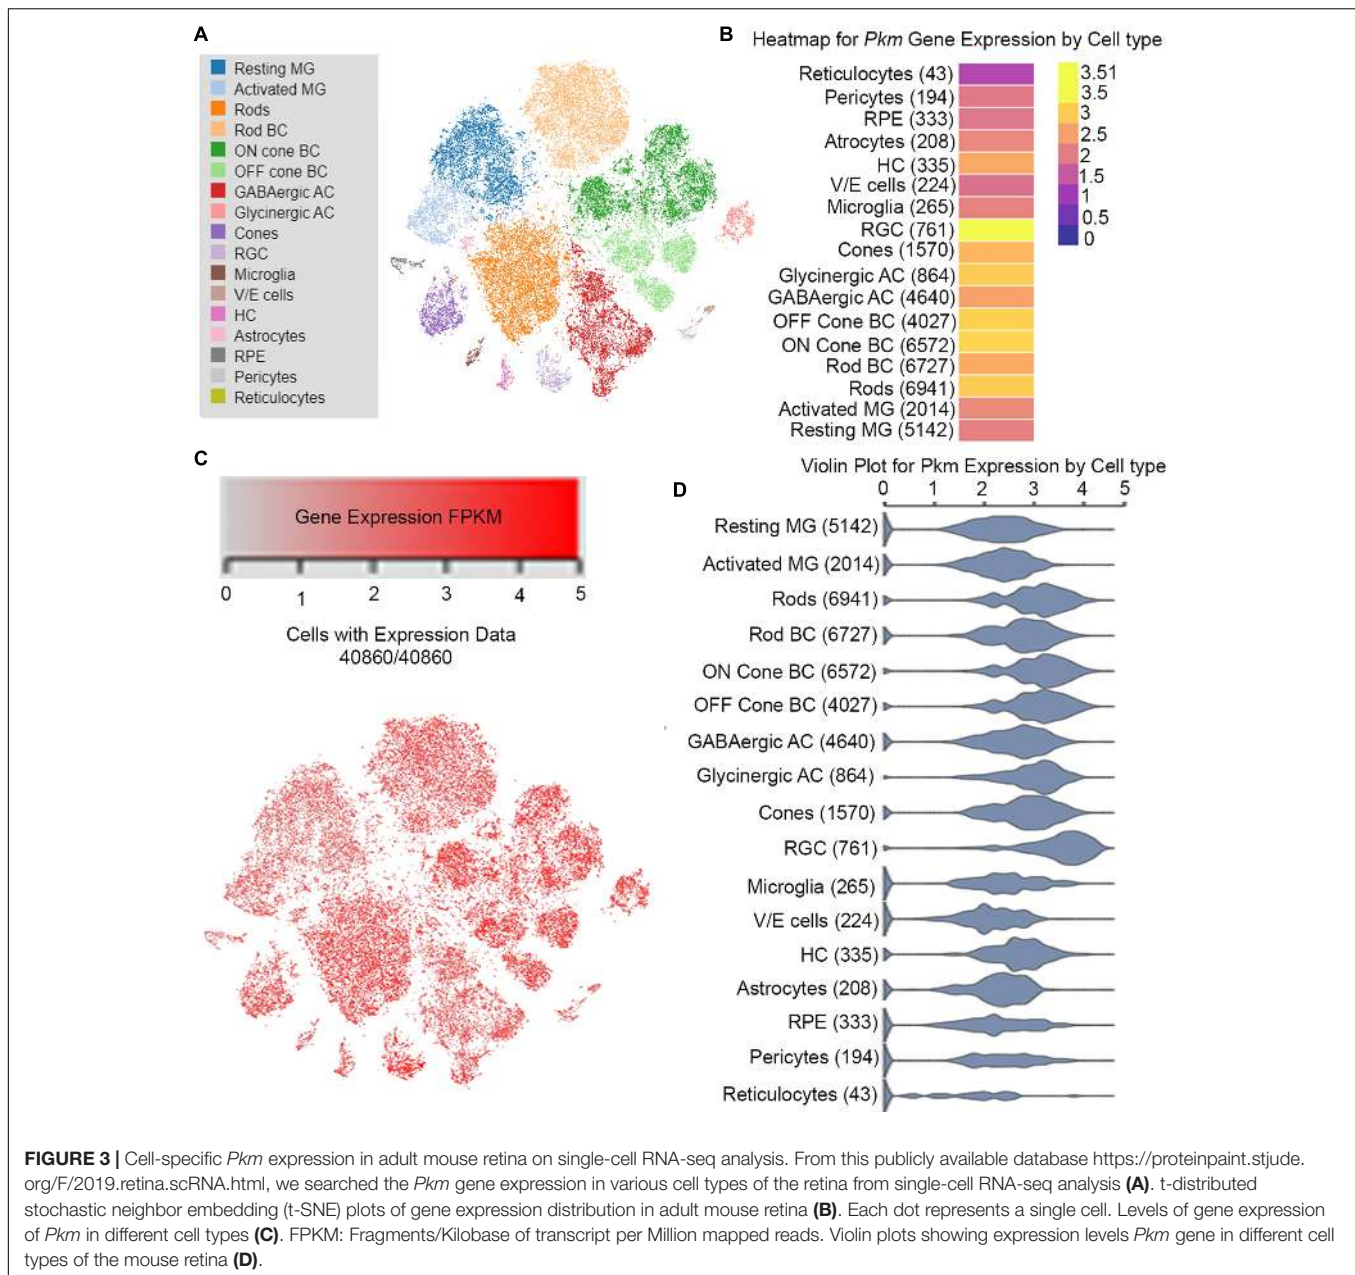 A
Resting MG
Activated MG
Rods
Rod BC
ON cone BC
OFF cone BC
GABAergic AC
Glycinergic AC
Cones
RGC
Microglia
V/E cells
HC
Astrocytes
RPE
Pericytes
Reticulocytes
B
Heatmap for Pkm Gene Expression by Cell type
Reticulocytes (43)
Pericytes (194)
RPE (333)
Atrocytes (208)
HC (335)
V/E cells (224)
Microglia (265)
RGC (761)
Cones (1570)
Glycinergic AC (864)
GABAergic AC (4640)
OFF Cone BC (4027)
ON Cone BC (6572)
Rod BC (6727)
Rods (6941)
Activated MG (2014)
Resting MG (5142)
3.51
3.5
3
2.5
2
1.5
1
0.5
0
C
Gene Expression FPKM
0 1 2 3 4 5
Cells with Expression Data
40860/40860
D
Violin Plot for Pkm Expression by Cell type
0 1 2 3 4 5
Resting MG (5142)
Activated MG (2014)
Rods (6941)
Rod BC (6727)
ON Cone BC (6572)
OFF Cone BC (4027)
GABAergic AC (4640)
Glycinergic AC (864)
Cones (1570)
RGC (761)
Microglia (265)
V/E cells (224)
HC (335)
Astrocytes (208)
RPE (333)
Pericytes (194)
Reticulocytes (43)
FIGURE 3 | Cell-specific Pkm expression in adult mouse retina on single-cell RNA-seq analysis. From this publicly available database https://proteinpaint.stjude.
org/F/2019.retina.scRNA.html, we searched the Pkm gene expression in various cell types of the retina from single-cell RNA-seq analysis (A). t-distributed
stochastic neighbor embedding (t-SNE) plots of gene expression distribution in adult mouse retina (B). Each dot represents a single cell. Levels of gene expression
of Pkm in different cell types (C). FPKM: Fragments/Kilobase of transcript per Million mapped reads. Violin plots showing expression levels Pkm gene in different cell
types of the mouse retina (D).